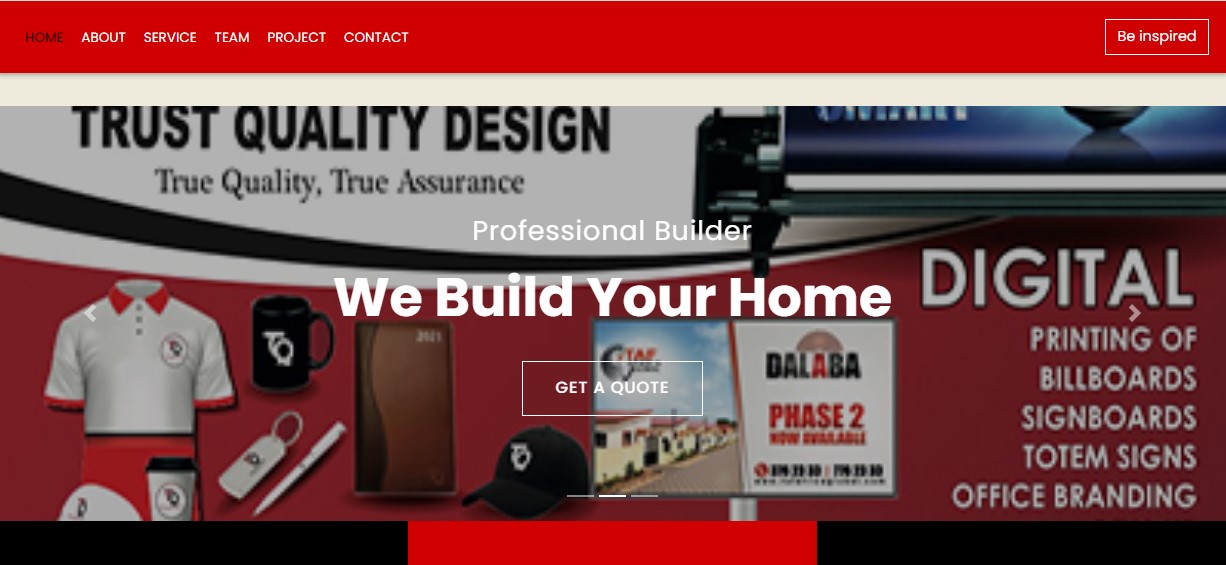 HOME ABOUT SERVICE TEAM PROJECT CONTACT
Be inspired
TRUST QUALITY DESIGN
True Quality, True Assurance
SMART
Professional Builder
We Build Your Home
GET A QUOTE
2021
TAF
DALABA
PHASE 2
NOW AVAILABLE
DIGITAL
PRINTING OF
BILLBOARDS
SIGNBOARDS
TOTEM SIGNS
OFFICE BRANDING